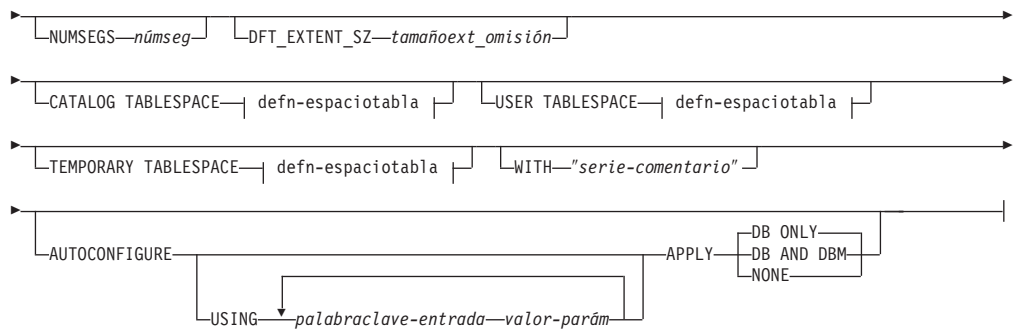 NUMSEGS númseg DFT_EXTENT_SZ tamañoext_omisión
CATALOG TABLESPACE defn-espaciotabla USER TABLESPACE defn-espaciotabla
TEMPORARY TABLESPACE defn-espaciotabla WITH "serie-comentario"
DB ONLY
AUTOCONFIGURE APPLY DB AND DBM
NONE
USING palabraclave-entrada valor-parám